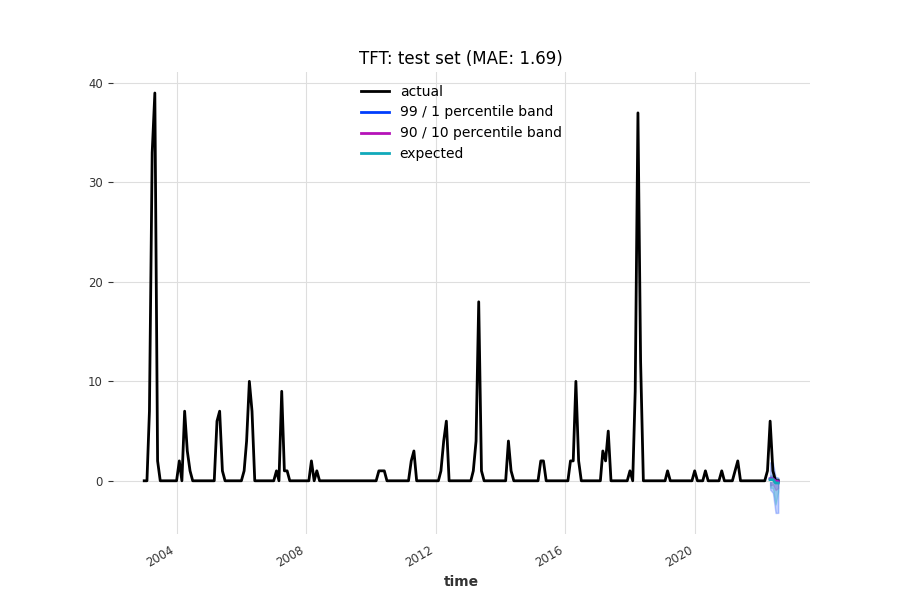 TFT: test set (MAE: 1.69)
actual
99 / 1 percentile band
90 / 10 percentile band
expected
40
30
20
10
0
2004
2008
2012
2016
2020
time